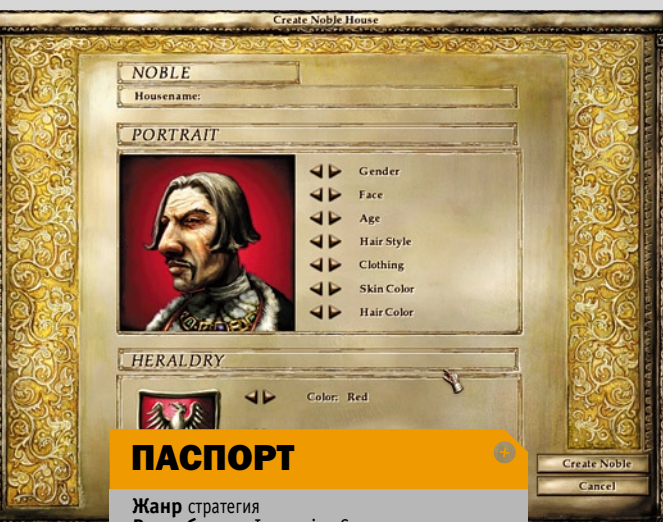 Create Noble House
NOBLE
Housename:
PORTRAIT
Gender
Face
Age
Hair Style
Clothing
Skin Color
Hair Color
HERALDRY
Color: Red
ПАСПОРТ
Жанр стратегия
Create Noble
Cancel